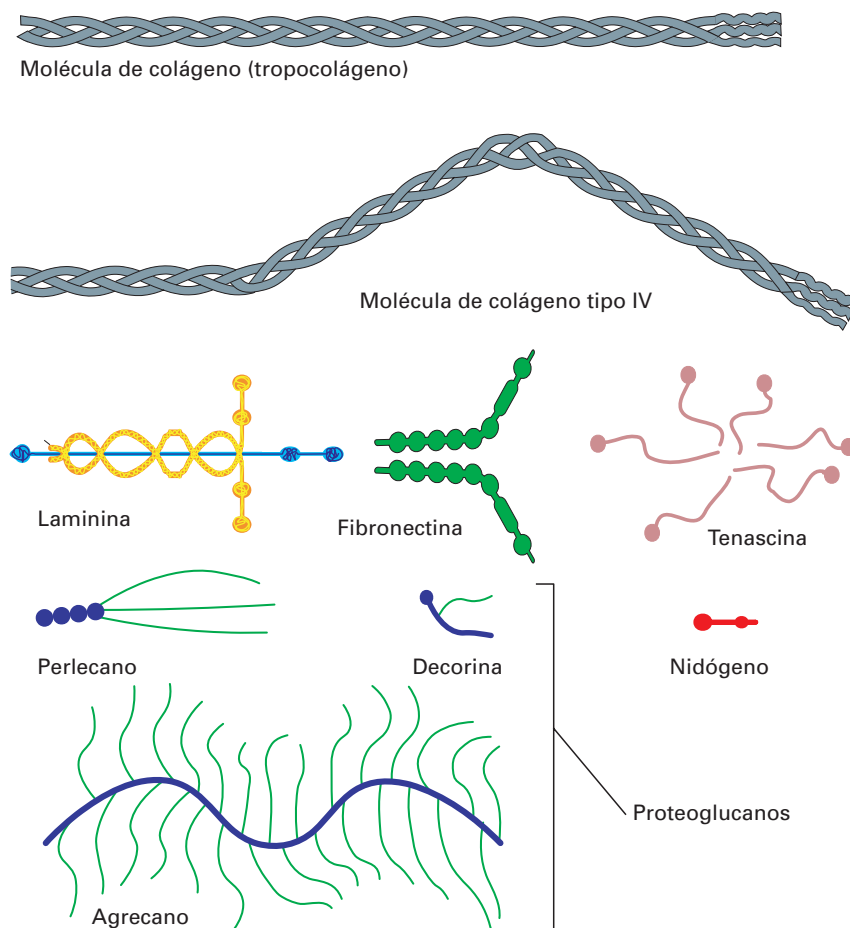 Molécula de colágeno (tropocolágeno)
Molécula de colágeno tipo IV
Laminina
Fibronectina
Tenascina
Perlecano
Decorina
Nidógeno
Proteoglucanos
Agrecano